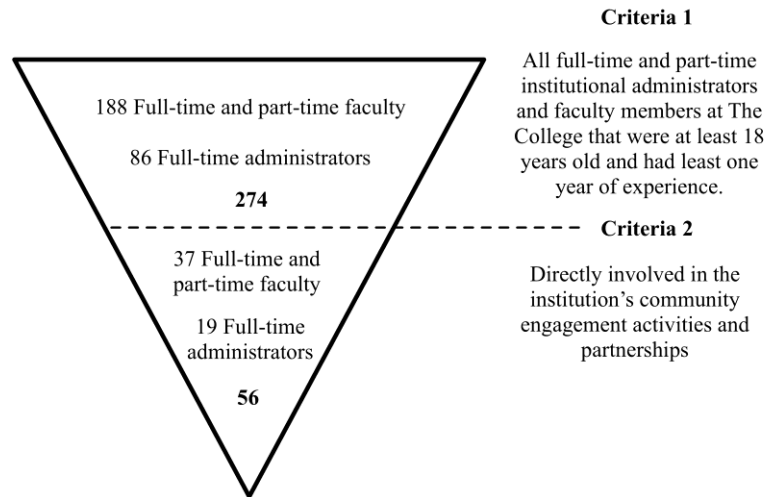 Criteria 1
All full-time and part-time
institutional administrators
and faculty members at The
College that were at least 18
years old and had least one
year of experience.
188 Full-time and part-time faculty
86 Full-time administrators
274
Criteria 2
Directly involved in the
institution’s community
engagement activities and
partnerships
37 Full-time and
part-time faculty
19 Full-time
administrators
56